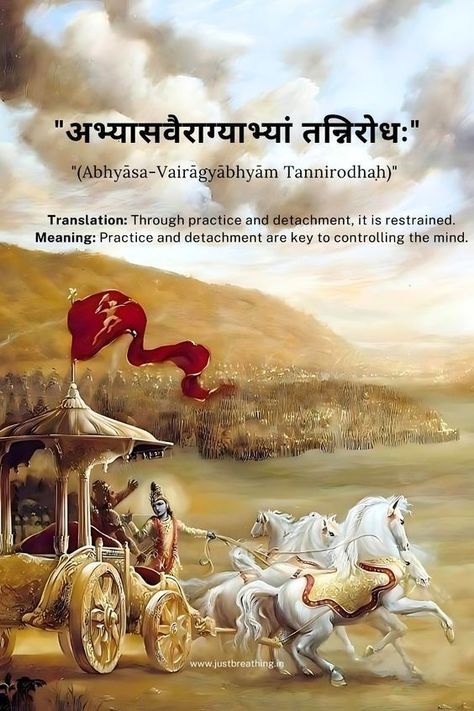 "अभ्यासवैराग्याभ्यां तन्निरोधः"
"(Abhyāsa-Vairāgyābhyām Tannirodhaḥ)"
Translation: Through practice and detachment, it is restrained.
Meaning: Practice and detachment are key to controlling the mind.
www.justbreathing.in